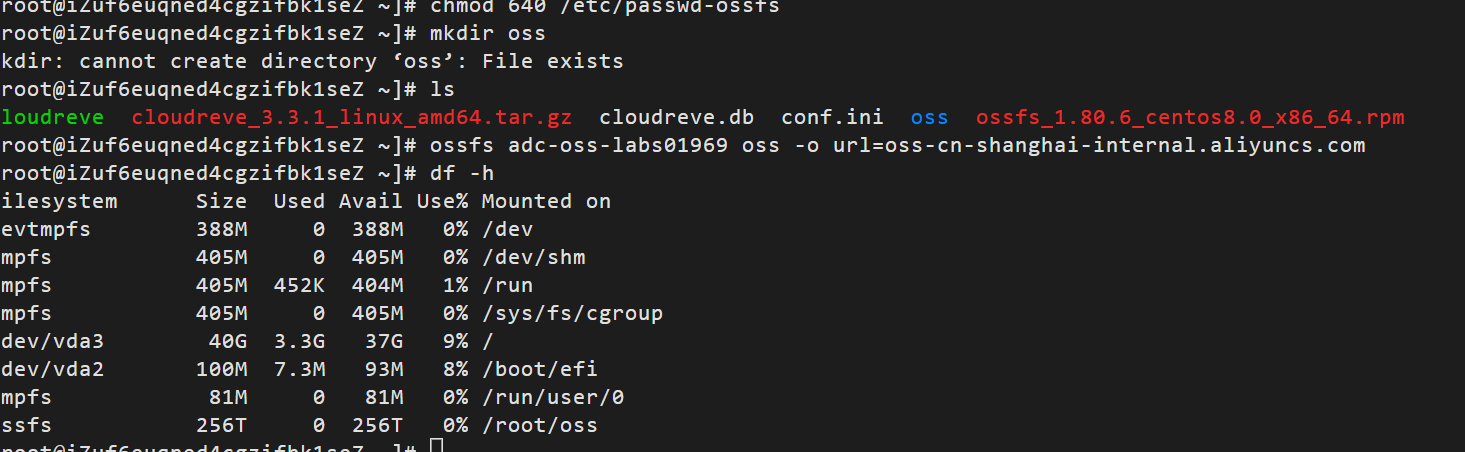 root@iZuf6euqned4cgzifbk1seZ ~]# chmod 640 /etc/passwd-ossfs
root@iZuf6euqned4cgzifbk1seZ ~]# mkdir oss
kdir: cannot create directory ‘oss’: File exists
root@iZuf6euqned4cgzifbk1seZ ~]# ls
loudreve cloudreve_3.3.1_linux_amd64.tar.gz cloudreve.db conf.ini oss ossfs_1.80.6_centos8.0_x86_64.rpm
root@iZuf6euqned4cgzifbk1seZ ~]# ossfs adc-oss-labs01969 oss -o url=oss-cn-shanghai-internal.aliyuncs.com
root@iZuf6euqned4cgzifbk1seZ ~]# df -h
ilesystem Size Used Avail Use% Mounted on
evtmpfs 388M 0 388M 0% /dev
mpfs 405M 0 405M 0% /dev/shm
mpfs 405M 452K 404M 1% /run
mpfs 405M 0 405M 0% /sys/fs/cgroup
dev/vda3 40G 3.3G 37G 9% /
dev/vda2 100M 7.3M 93M 8% /boot/efi
mpfs 81M 0 81M 0% /run/user/0
ssfs 256T 0 256T 0% /root/oss
root@iZuf6euqned4cgzifbk1seZ ~]#